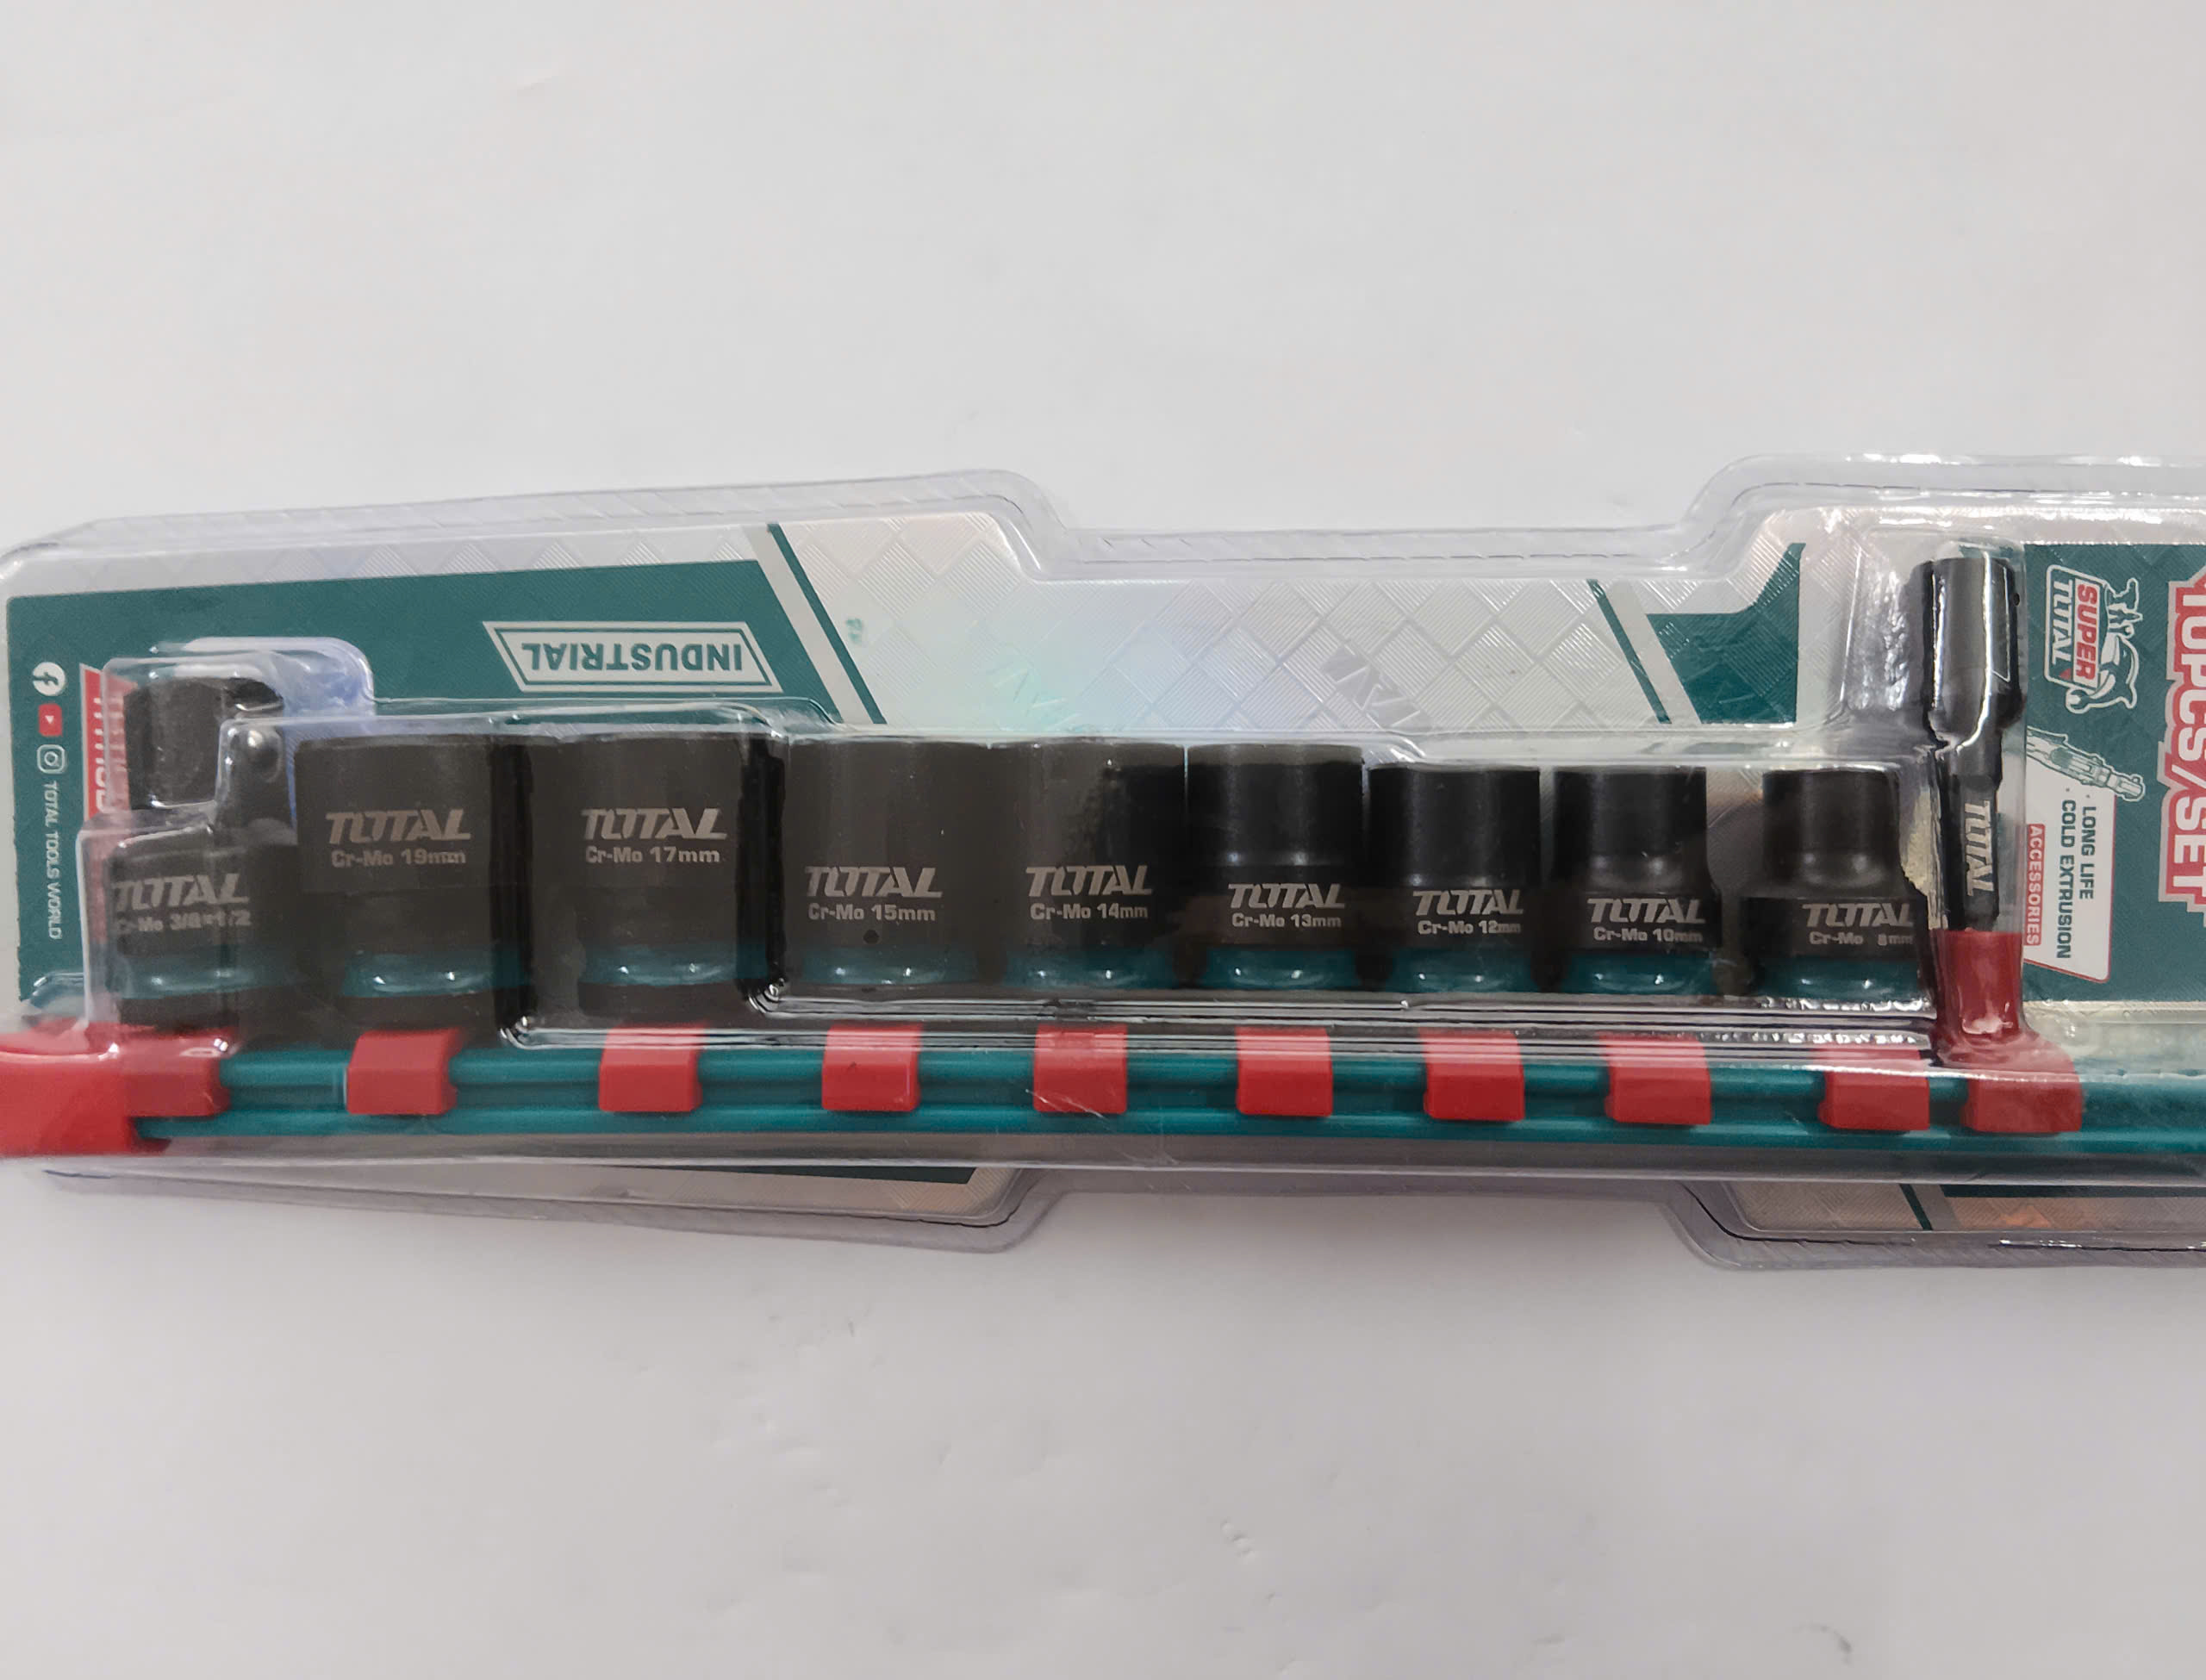 INDUSTRIAL
TOTAL
Cr-Mo 3/8*1/2
TOTAL
Cr-Mo 19mm
TOTAL
Cr-Mo 17mm
TOTAL
Cr-Mo 15mm
TOTAL
Cr-Mo 14mm
TOTAL
Cr-Mo 13mm
TOTAL
Cr-Mo 12mm
TOTAL
Cr-Mo 10mm
TOTAL
Cr-Mo 8mm
TOTAL
SUPER
TOTAL
10PCS/SET
· LONG LIFE
· COLD EXTRUSION
ACCESSORIES
TOTAL TOOLS WORLD